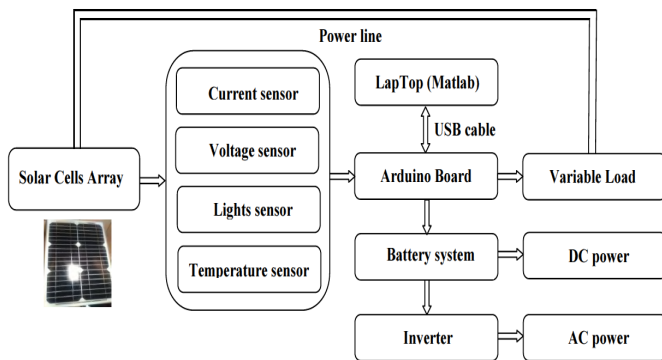 Power line
Current sensor
LapTop (Matlab)
USB cable
Voltage sensor
Solar Cells Array
Arduino Board
Variable Load
Lights sensor
Battery system
DC power
Temperature sensor
Inverter
AC power